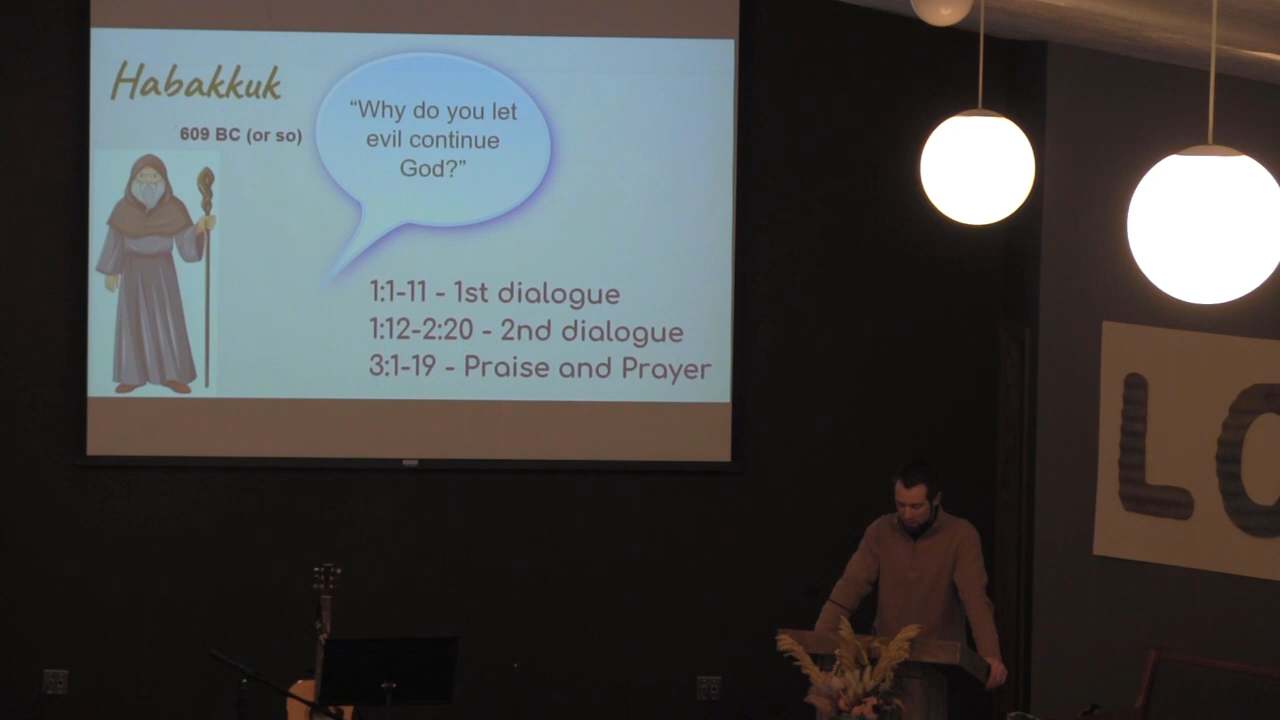 Habakkuk
609 BC (or so)
“Why do you let
evil continue
God?”
1:1-11 - 1st dialogue
1:12-2:20 - 2nd dialogue
3:1-19 - Praise and Prayer
LO